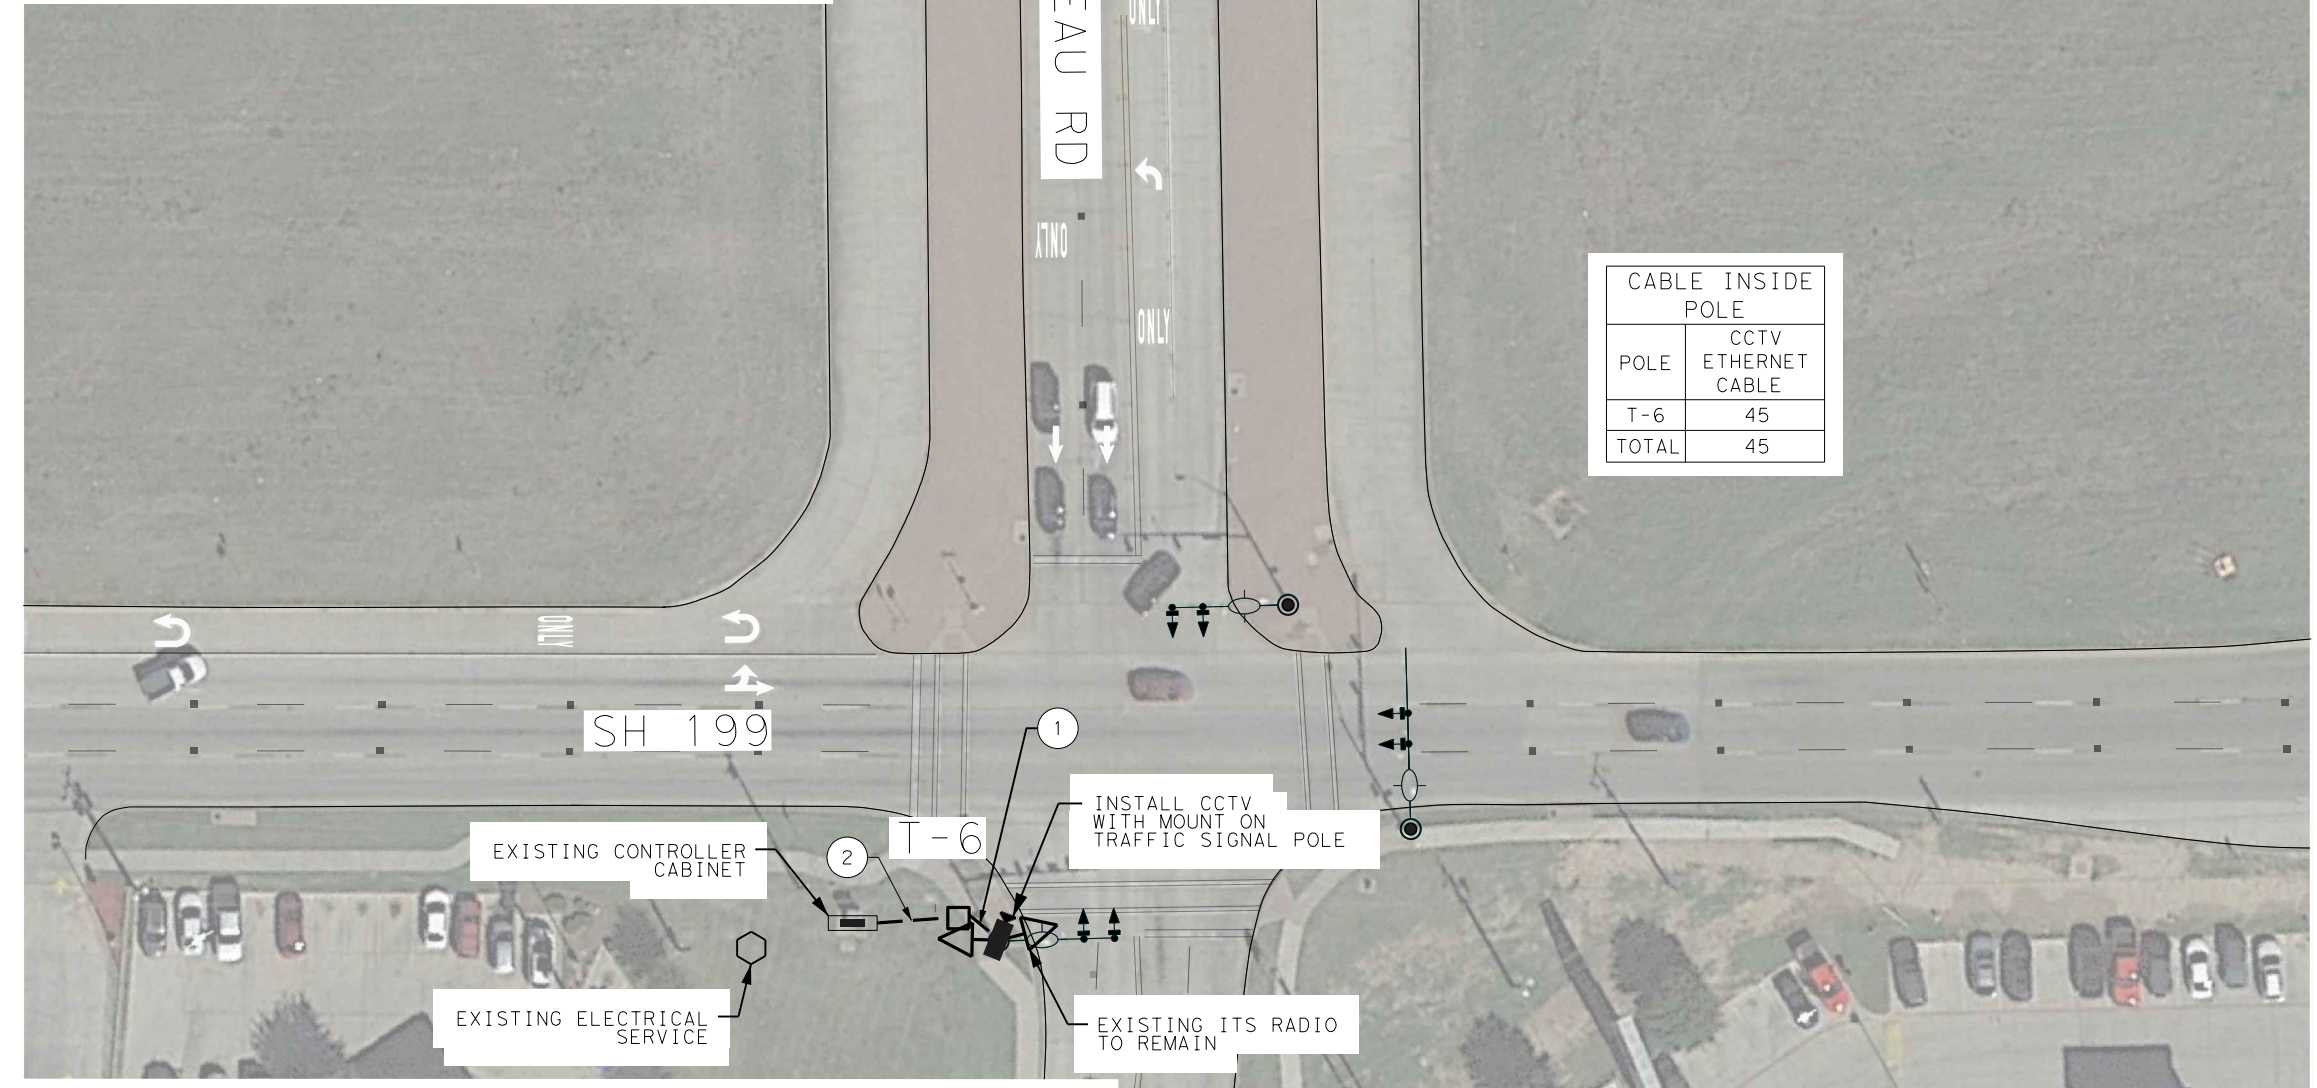 ONLY
EAU RD
ONLY
ONLY
CABLE INSIDE
POLE
POLE
CCTV
ETHERNET
CABLE
T-6 45
TOTAL 45
ONLY
SH 199
1
INSTALL CCTV
WITH MOUNT ON
TRAFFIC SIGNAL POLE
T-6
2
EXISTING CONTROLLER
CABINET
EXISTING ELECTRICAL
SERVICE
EXISTING ITS RADIO
TO REMAIN